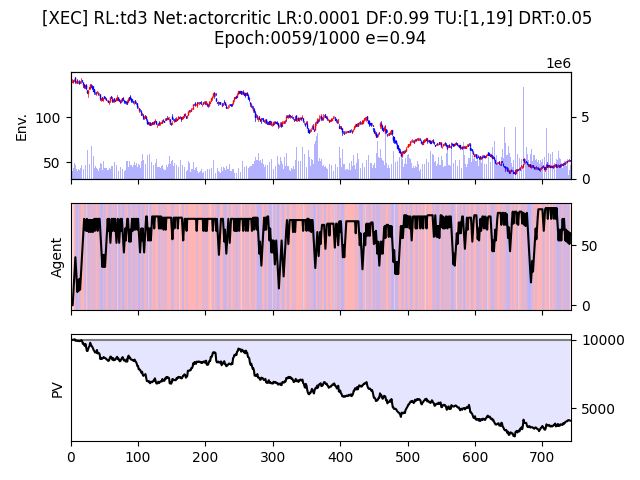 [XEC] RL:td3 Net:actorcritic LR:0.0001 DF:0.99 TU:[1,19] DRT:0.05
Epoch:0059/1000 e=0.94
1e6
Env.
100
50
5
0
Agent
50
0
PV
10000
5000
0 100 200 300 400 500 600 700